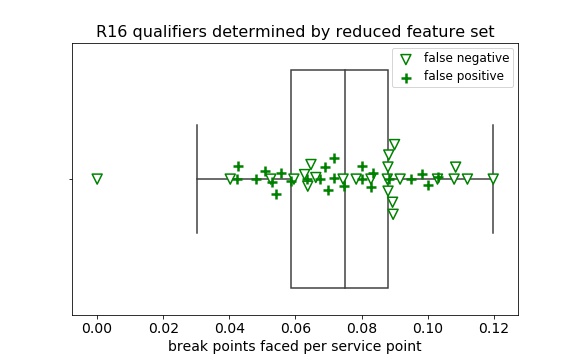 R16 qualifiers determined by reduced feature set
false negative
false positive
0.00 0.02 0.04 0.06 0.08 0.10 0.12
break points faced per service point